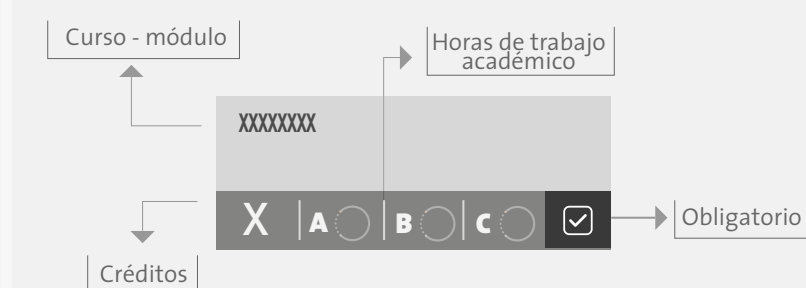 Curso - módulo
Horas de trabajo
académico
XXXXXXXX
X A B C
Obligatorio
Créditos